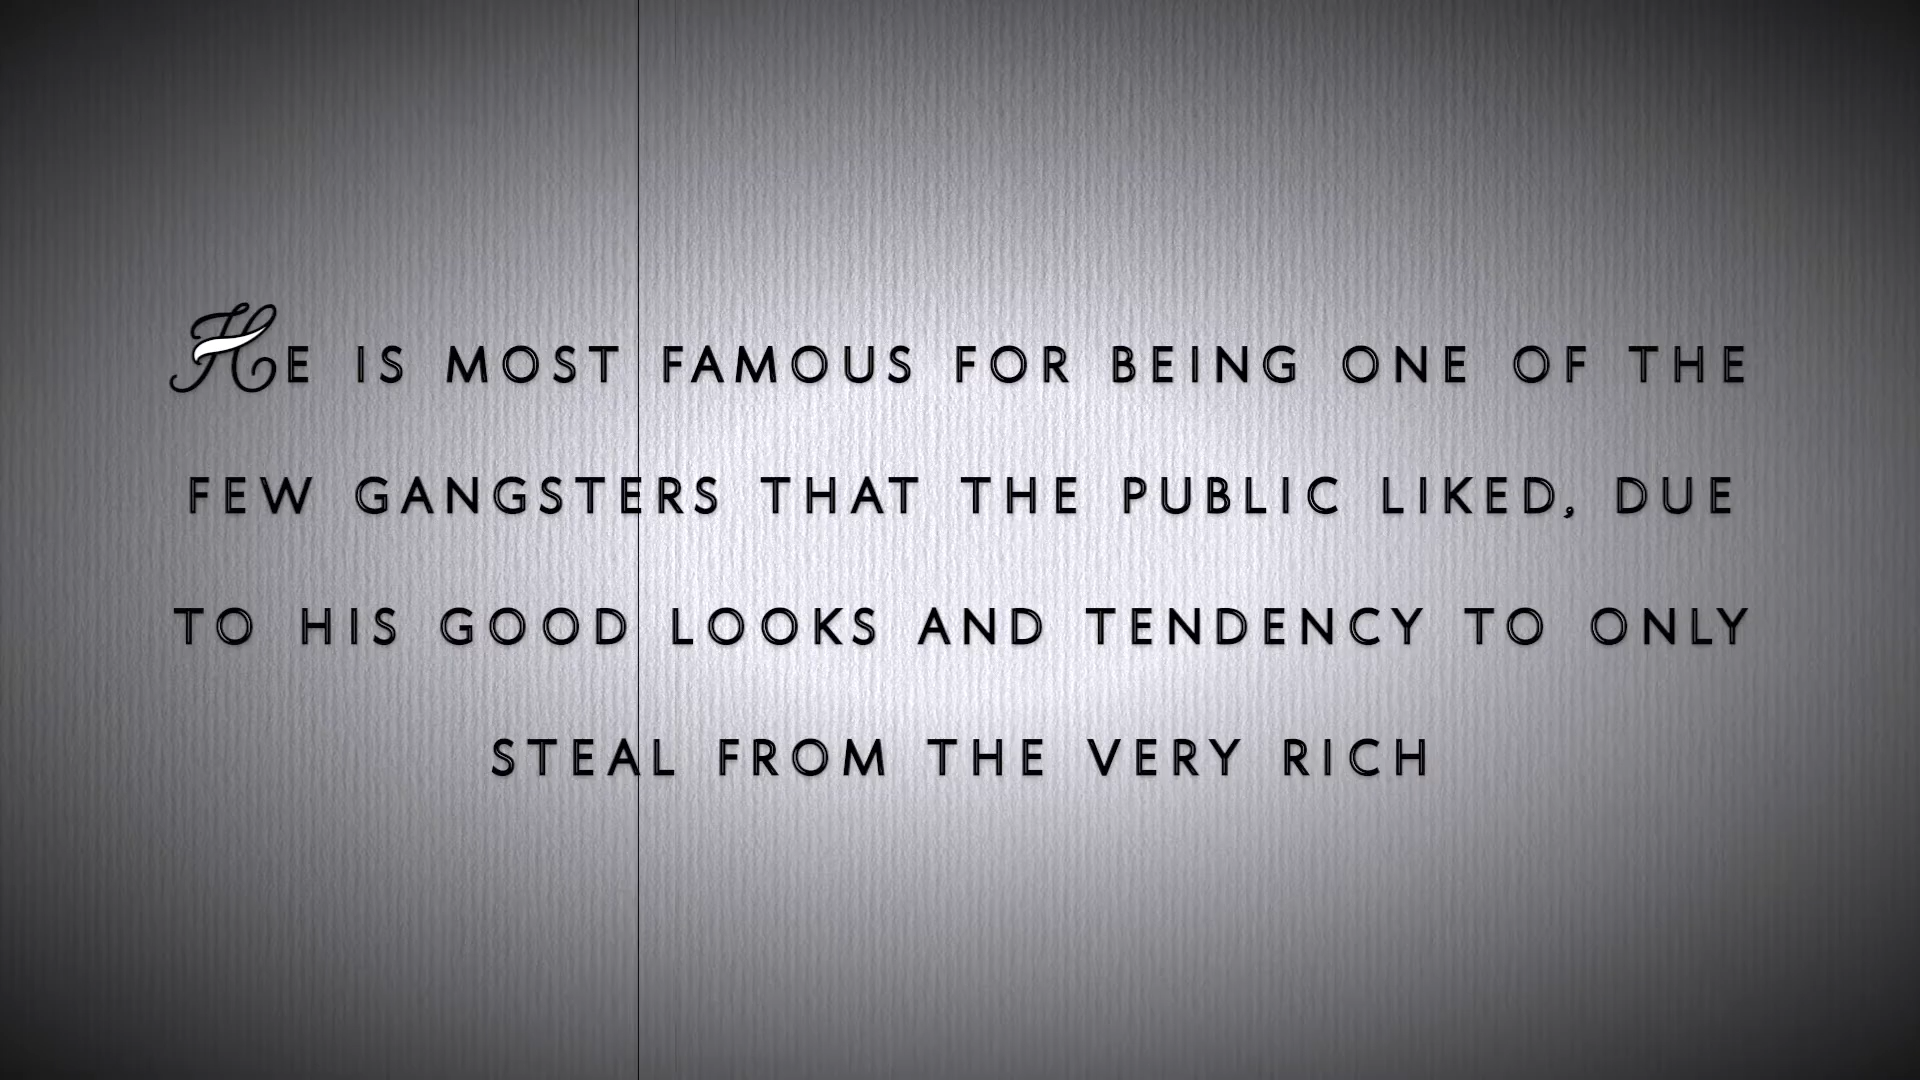 HE IS MOST FAMOUS FOR BEING ONE OF THE
FEW GANGSTERS THAT THE PUBLIC LIKED, DUE
TO HIS GOOD LOOKS AND TENDENCY TO ONLY
STEAL FROM THE VERY RICH